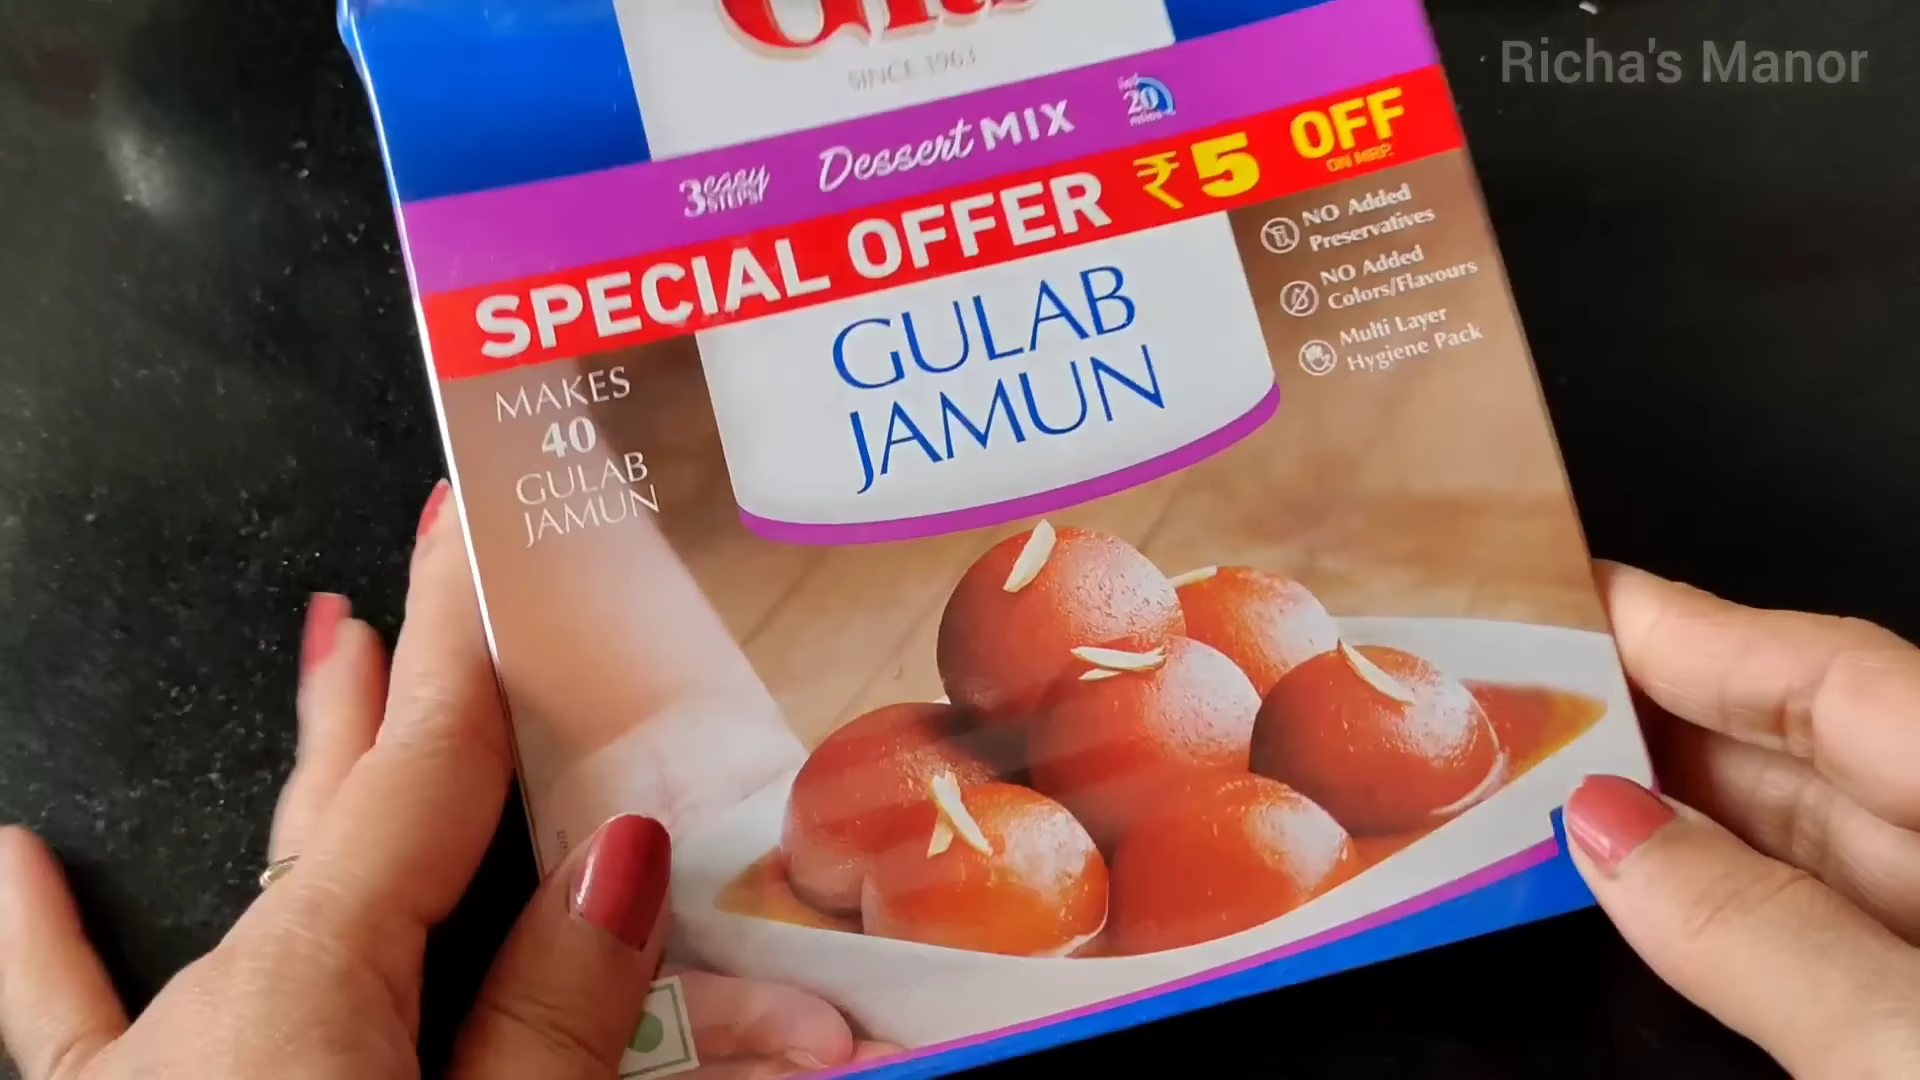 Richa's Manor
SINCE 1963
3 easy STEPS!
Dessert MIX
20
SPECIAL OFFER ₹5 OFF
ON MRP.
GULAB
JAMUN
MAKES
40
GULAB
JAMUN
NO Added
Preservatives
NO Added
Colors/Flavours
Multi Layer
Hygiene Pack